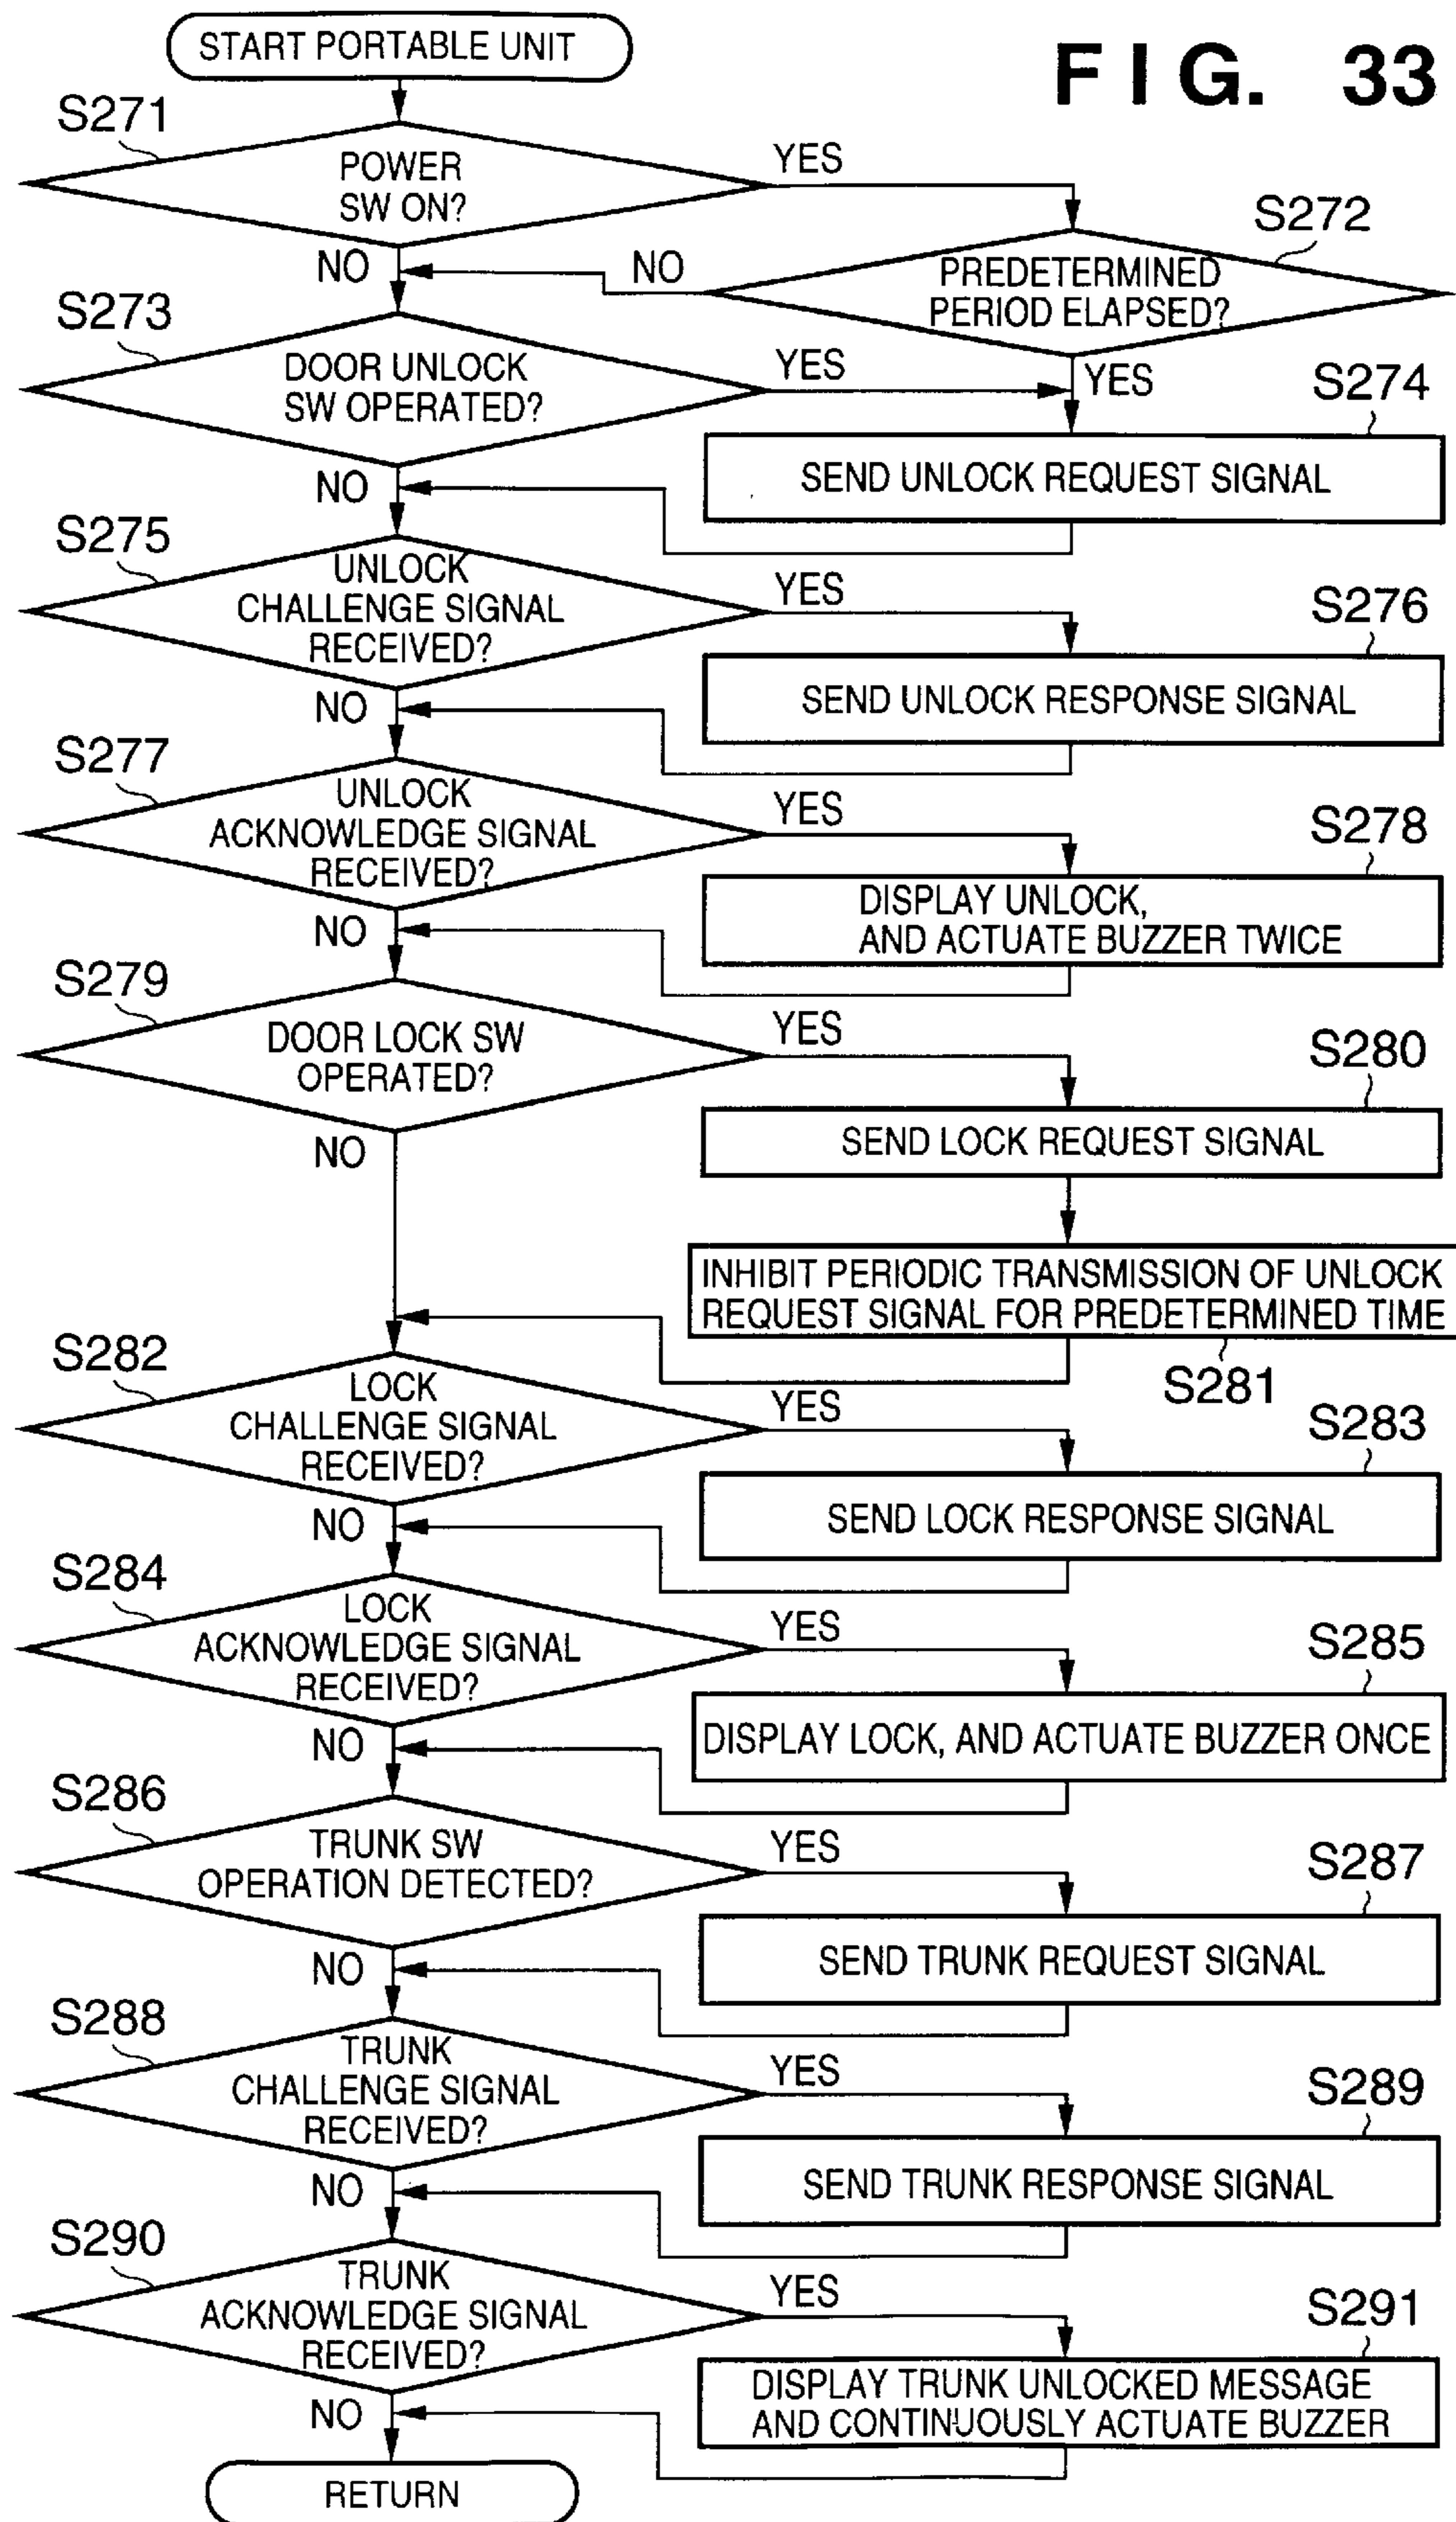 START PORTABLE UNIT
FIG. 33
S271
POWER
SW ON?
YES
NO
S272
PREDETERMINED
PERIOD ELAPSED?
NO
YES
S273
DOOR UNLOCK
SW OPERATED?
YES
NO
S274
SEND UNLOCK REQUEST SIGNAL
S275
UNLOCK
CHALLENGE SIGNAL
RECEIVED?
YES
NO
S276
SEND UNLOCK RESPONSE SIGNAL
S277
UNLOCK
ACKNOWLEDGE SIGNAL
RECEIVED?
YES
NO
S278
DISPLAY UNLOCK,
AND ACTUATE BUZZER TWICE
S279
DOOR LOCK SW
OPERATED?
YES
NO
S280
SEND LOCK REQUEST SIGNAL
INHIBIT PERIODIC TRANSMISSION OF UNLOCK
REQUEST SIGNAL FOR PREDETERMINED TIME
S281
S282
LOCK
CHALLENGE SIGNAL
RECEIVED?
YES
NO
S283
SEND LOCK RESPONSE SIGNAL
S284
LOCK
ACKNOWLEDGE SIGNAL
RECEIVED?
YES
NO
S285
DISPLAY LOCK, AND ACTUATE BUZZER ONCE
S286
TRUNK SW
OPERATION DETECTED?
YES
NO
S287
SEND TRUNK REQUEST SIGNAL
S288
TRUNK
CHALLENGE SIGNAL
RECEIVED?
YES
NO
S289
SEND TRUNK RESPONSE SIGNAL
S290
TRUNK
ACKNOWLEDGE SIGNAL
RECEIVED?
YES
NO
S291
DISPLAY TRUNK UNLOCKED MESSAGE
AND CONTINUOUSLY ACTUATE BUZZER
RETURN